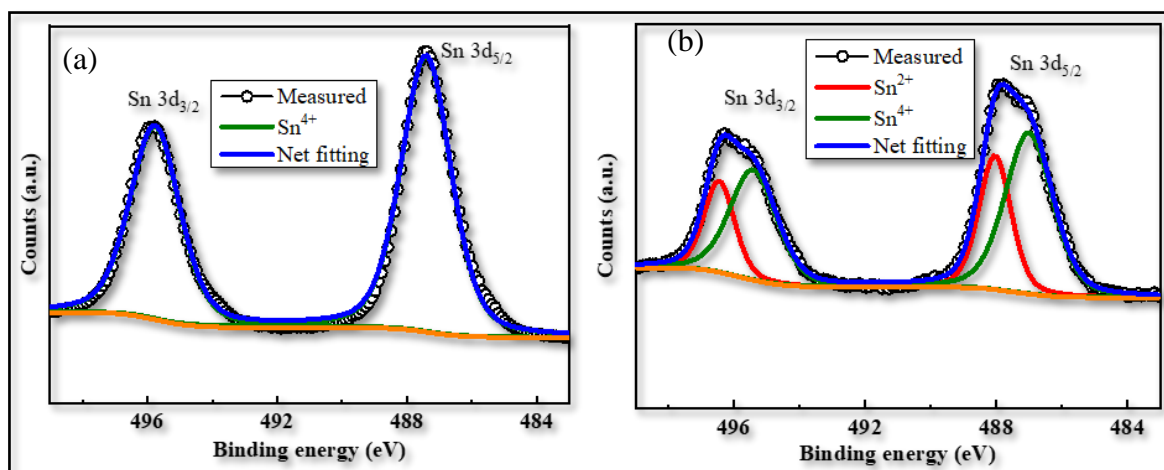 (a)
Sn 3d5/2
Sn 3d3/2
Measured
Sn4+
Net fitting
Counts (a.u.)
496 492 488 484
Binding energy (eV)
(b)
Sn 3d5/2
Sn 3d3/2
Measured
Sn2+
Sn4+
Net fitting
Counts (a.u.)
496 492 488 484
Binding energy (eV)